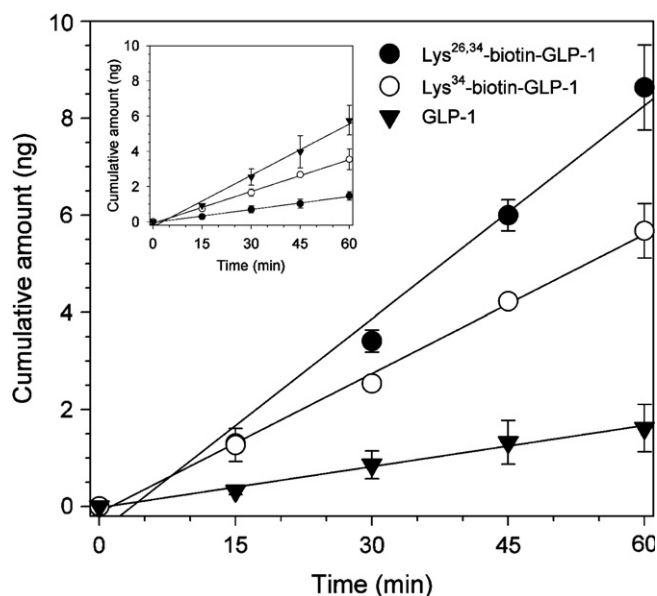 10
8
6
4
2
0
Cumulative amount (ng)
0 15 30 45 60
Time (min)
Lys26,34-biotin-GLP-1
Lys34-biotin-GLP-1
GLP-1
10
8
6
4
2
0
Cumulative amount (ng)
0 15 30 45 60
Time (min)